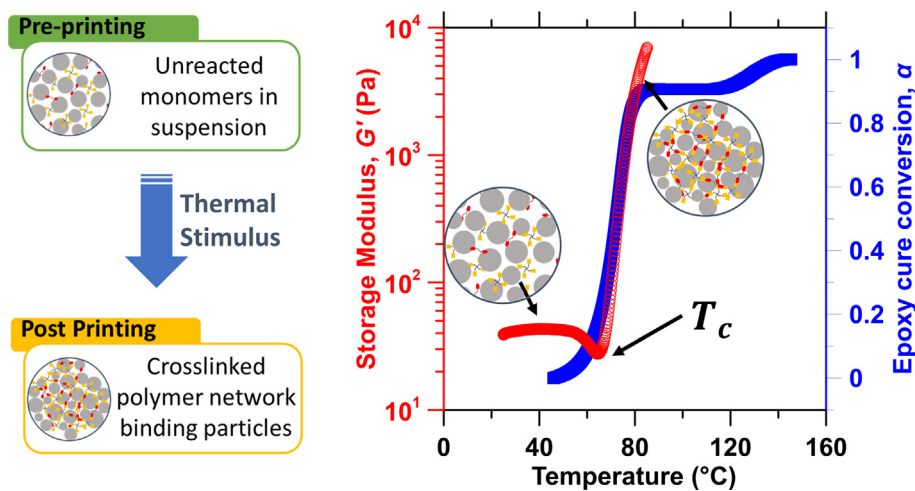 Pre-printing
Unreacted
monomers in
suspension
Thermal
Stimulus
Post Printing
Crosslinked
polymer network
binding particles
Storage Modulus, G' (Pa)
10⁴
10³
10²
10¹
T_c
1
0.8
0.6
0.4
0.2
0
Epoxy cure conversion, α
0 40 80 120 160
Temperature (°C)